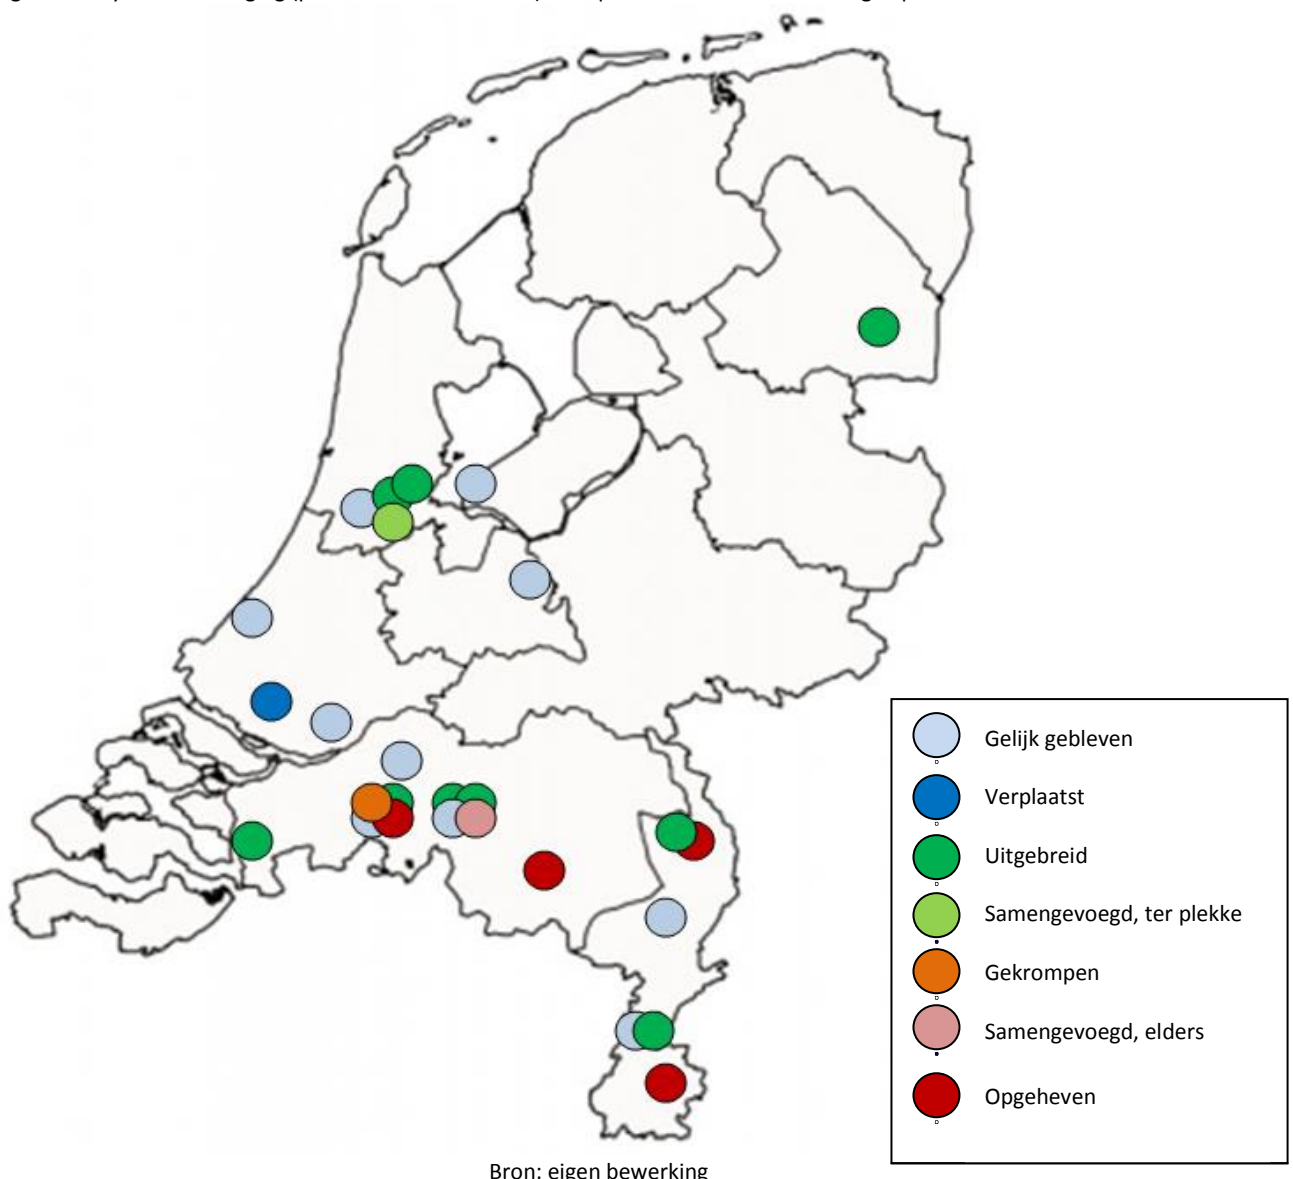 Gelijk gebleven
Verplaatst
Uitgebreid
Samengevoegd, ter plekke
Gekrompen
Samengevoegd, elders
Opgeheven
Bron: eigen bewerking